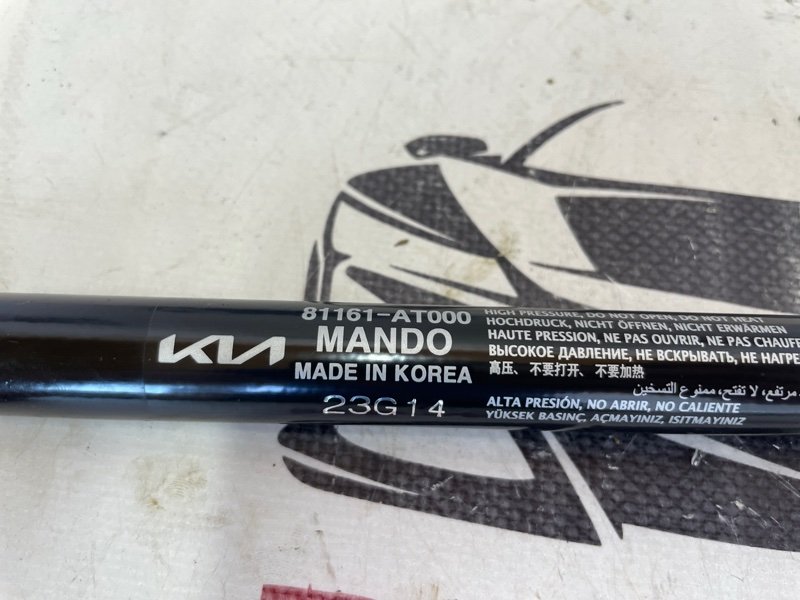 KIA
81161-AT000
MANDO
MADE IN KOREA
23G14
HIGH PRESSURE, DO NOT OPEN, DO NOT HEAT
HOCHDRUCK, NICHT ÖFFNEN, NICHT ERWÄRMEN
HAUTE PRESSION, NE PAS OUVRIR, NE PAS CHAUFFE
ВЫСОКОЕ ДАВЛЕНИЕ, НЕ ВСКРЫВАТЬ, НЕ НАГРЕ
高压、不要打开、不要加热
مرتفع، لا تفتح، ممنوع التسخين
ALTA PRESIÓN, NO ABRIR, NO CALIENTE
YÜKSEK BASINÇ, AÇMAYINIZ, ISITMAYINIZ